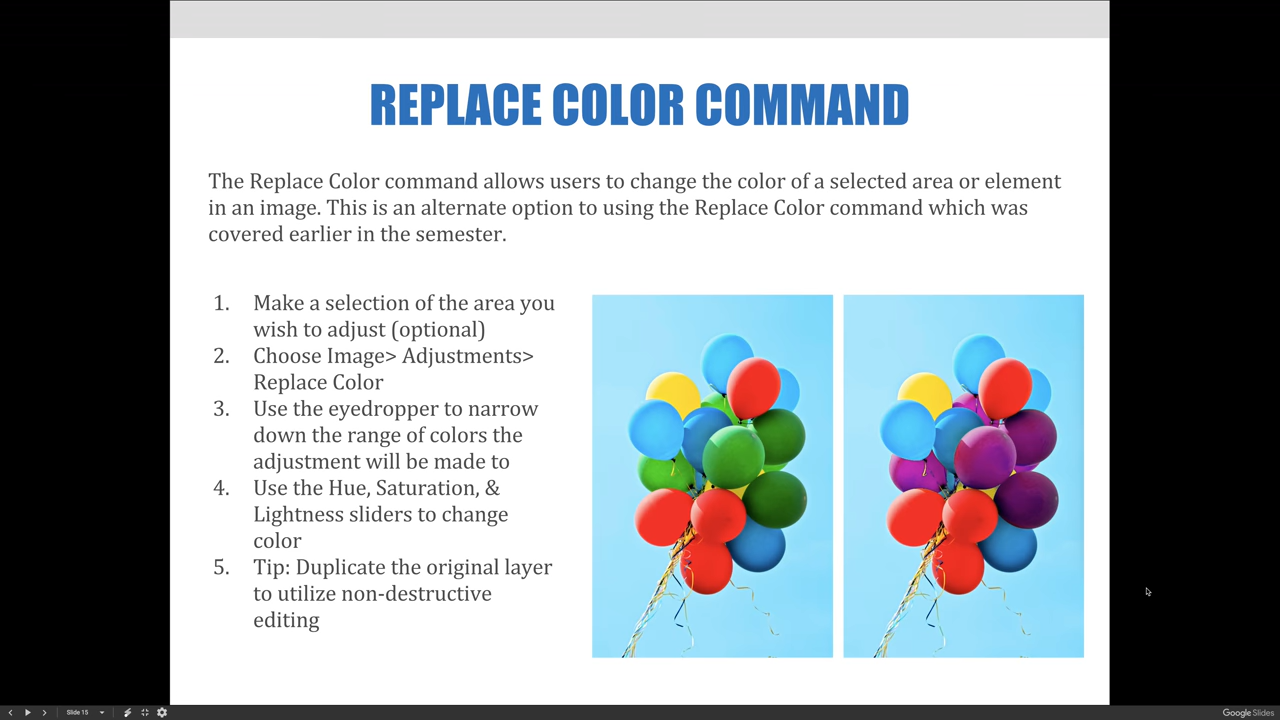 REPLACE COLOR COMMAND
The Replace Color command allows users to change the color of a selected area or element
in an image. This is an alternate option to using the Replace Color command which was
covered earlier in the semester.
1. Make a selection of the area you
wish to adjust (optional)
2. Choose Image> Adjustments>
Replace Color
3. Use the eyedropper to narrow
down the range of colors the
adjustment will be made to
4. Use the Hue, Saturation, &
Lightness sliders to change
color
5. Tip: Duplicate the original layer
to utilize non-destructive
editing
Slide 15
Google Slides